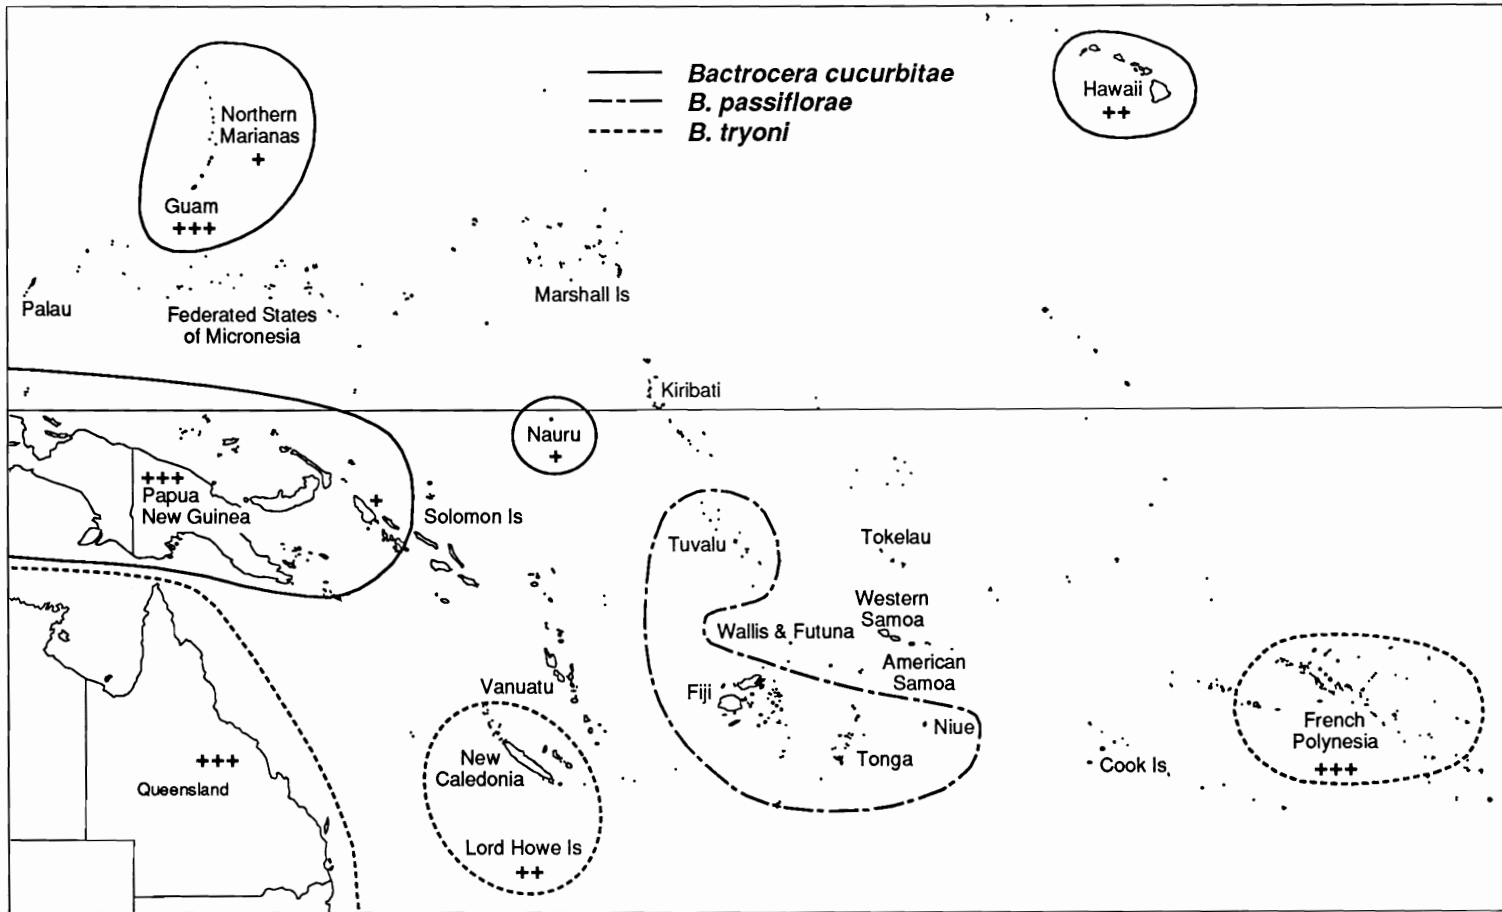 Bactrocera cucurbitae
B. passiflorae
B. tryoni
Hawaii
++
Northern
Marianas
+
Guam
+++
Palau
Federated States
of Micronesia
Marshall Is
Kiribati
Nauru
+
+++
Papua
New Guinea
+
Solomon Is
Tuvalu
Tokelau
Western
Samoa
Wallis & Futuna
American
Samoa
Vanuatu
Fiji
Niue
Tonga
Cook Is
French
Polynesia
+++
New
Caledonia
+++
Queensland
Lord Howe Is
++